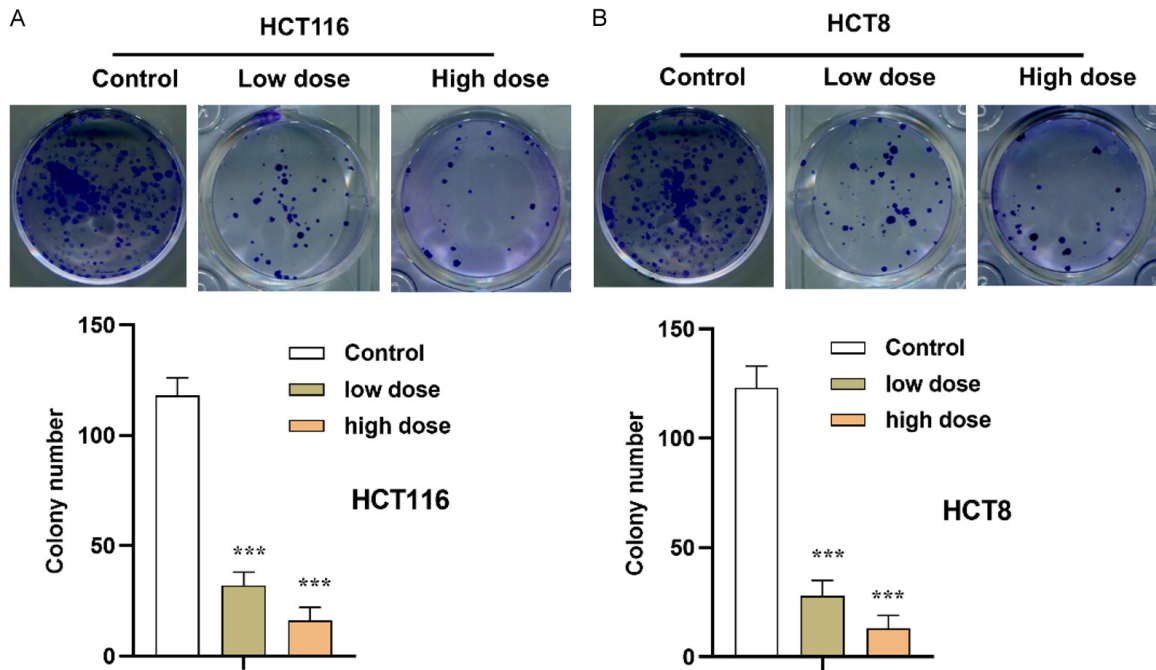 A
HCT116
Control Low dose High dose
150
100
50
0
Colony number
Control
low dose
high dose
HCT116
***
***
B
HCT8
Control Low dose High dose
150
100
50
0
Colony number
Control
low dose
high dose
HCT8
***
***